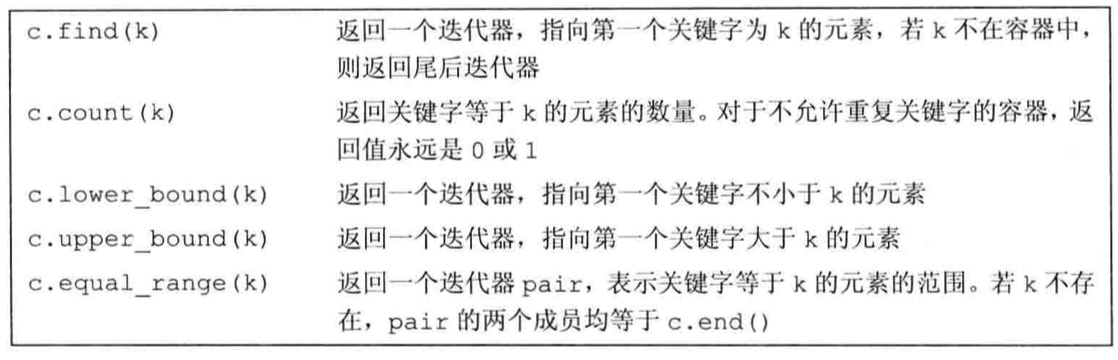 c.find(k) 返回一个迭代器，指向第一个关键字为 k 的元素，若 k 不在容器中，
则返回尾后迭代器
c.count(k) 返回关键字等于 k 的元素的数量。对于不允许重复关键字的容器，返
回值永远是 0 或 1
c.lower_bound(k) 返回一个迭代器，指向第一个关键字不小于 k 的元素
c.upper_bound(k) 返回一个迭代器，指向第一个关键字大于 k 的元素
c.equal_range(k) 返回一个迭代器 pair，表示关键字等于 k 的元素的范围。若 k 不存
在，pair 的两个成员均等于 c.end()